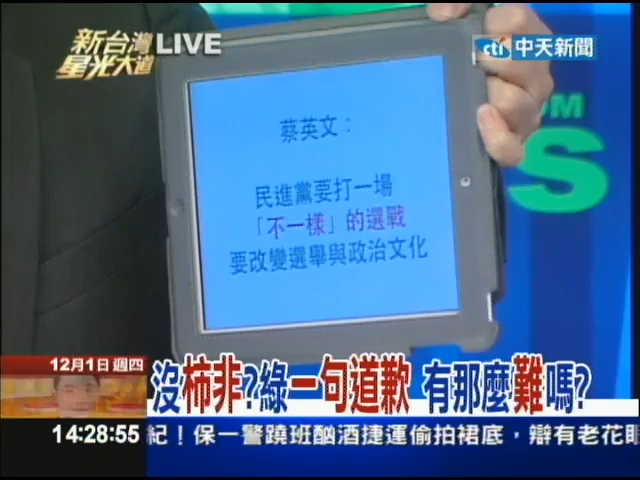 新台灣
星光大道
LIVE
cti 中天新聞
OM
S
蔡英文：
民進黨要打一場
「不一樣」的選戰
要改變選舉與政治文化
12月1日 週四
沒柿非?綠一句道歉 有那麼難嗎?
14:28:55
紀！保一警蹺班酗酒捷運偷拍裙底，辯有老花眼